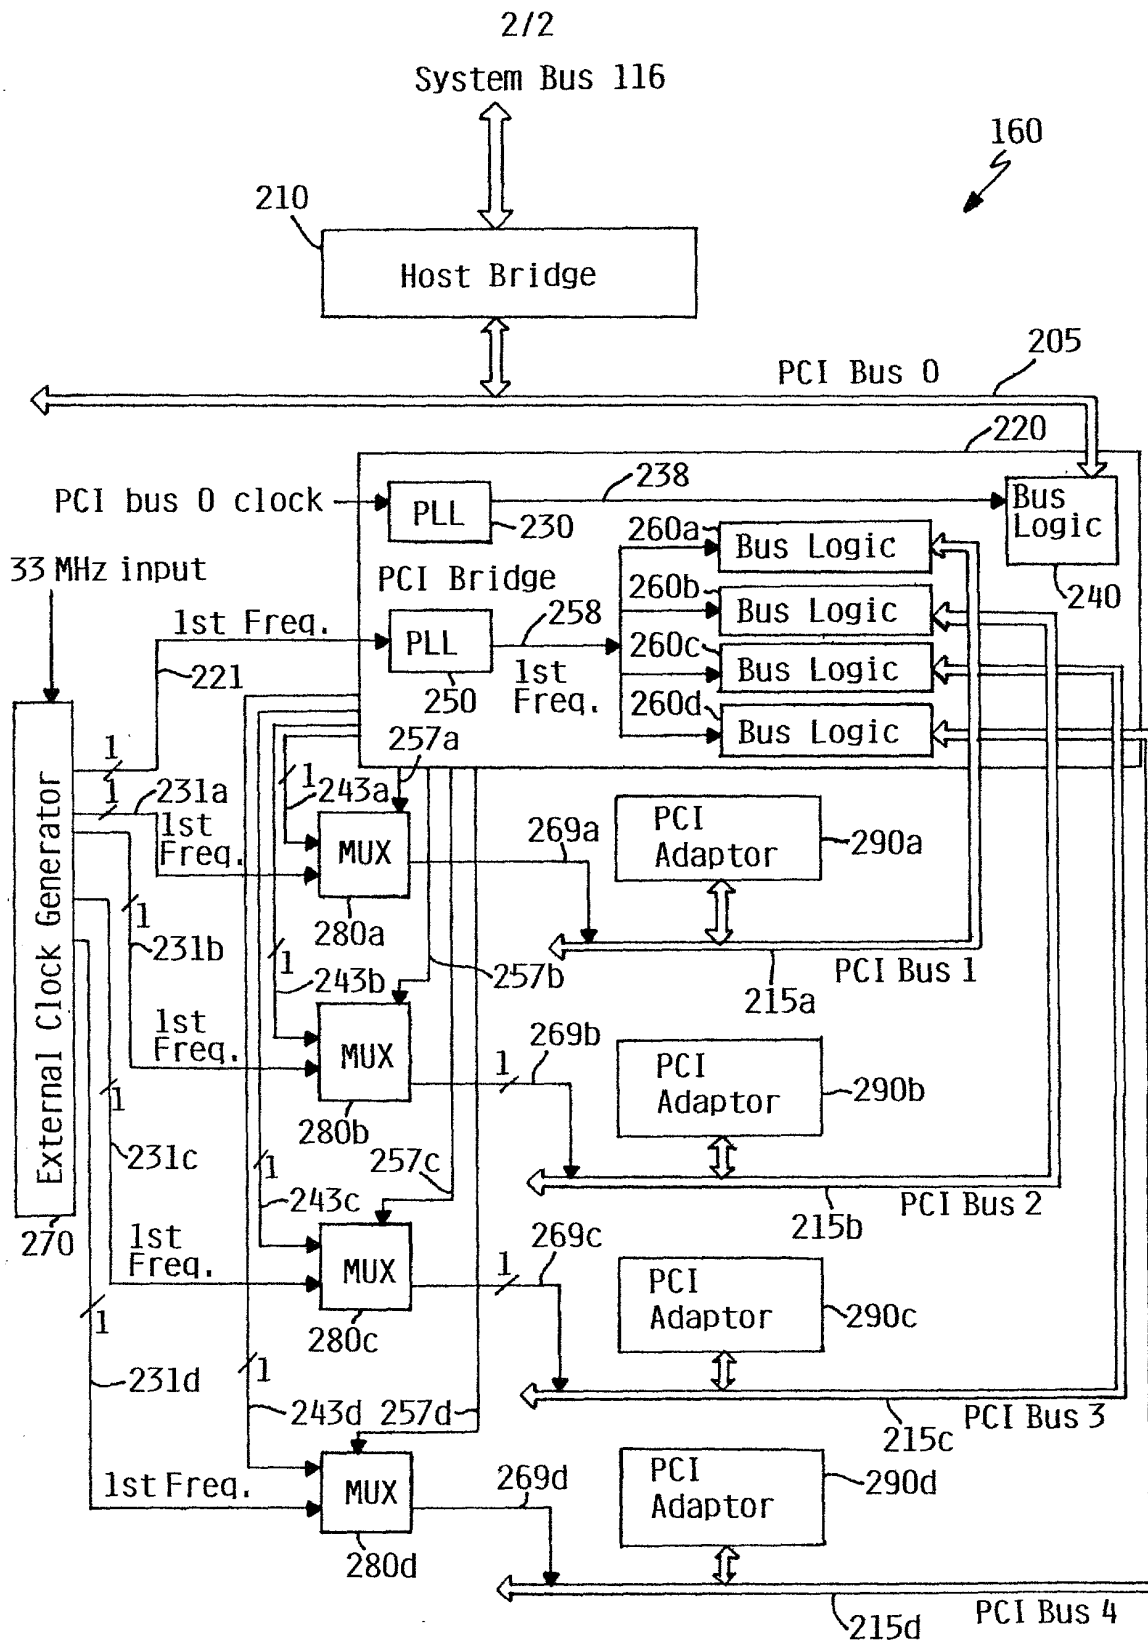 2/2
System Bus 116
160
210
Host Bridge
205
PCI Bus 0
220
PCI bus 0 clock
PLL
230
238
Bus
Logic
240
260a
Bus Logic
33 MHz input
PCI Bridge
260b
Bus Logic
1st Freq.
PLL
250
258
1st
Freq.
260c
Bus Logic
221
260d
Bus Logic
External Clock Generator
270
1
1
231a
1st
Freq.
1
243a
257a
MUX
280a
269a
PCI
Adaptor
290a
PCI Bus 1
215a
1
231b
1
243b
257b
1st
Freq.
MUX
280b
1
269b
PCI
Adaptor
290b
PCI Bus 2
215b
1
231c
1
243c
257c
1st
Freq.
MUX
280c
1
269c
PCI
Adaptor
290c
PCI Bus 3
215c
1
231d
1
243d
257d
1st Freq.
MUX
280d
269d
PCI
Adaptor
290d
PCI Bus 4
215d